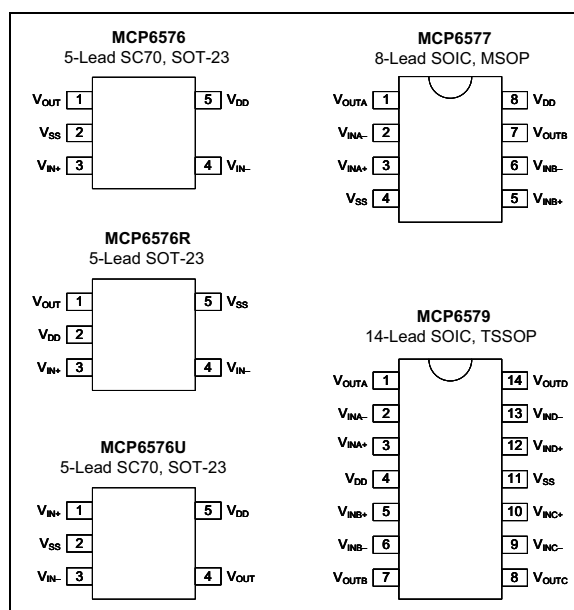 MCP6576
5-Lead SC70, SOT-23
VOUT 1 5 VDD
VSS 2
VIN+ 3 4 VIN–
MCP6576R
5-Lead SOT-23
VOUT 1 5 VSS
VDD 2
VIN+ 3 4 VIN–
MCP6576U
5-Lead SC70, SOT-23
VIN+ 1 5 VDD
VSS 2
VIN– 3 4 VOUT
MCP6577
8-Lead SOIC, MSOP
VOUTA 1 8 VDD
VINA– 2 7 VOUTB
VINA+ 3 6 VINB–
VSS 4 5 VINB+
MCP6579
14-Lead SOIC, TSSOP
VOUTA 1 14 VOUTD
VINA– 2 13 VIND–
VINA+ 3 12 VIND+
VDD 4 11 VSS
VINB+ 5 10 VINC+
VINB– 6 9 VINC–
VOUTB 7 8 VOUTC